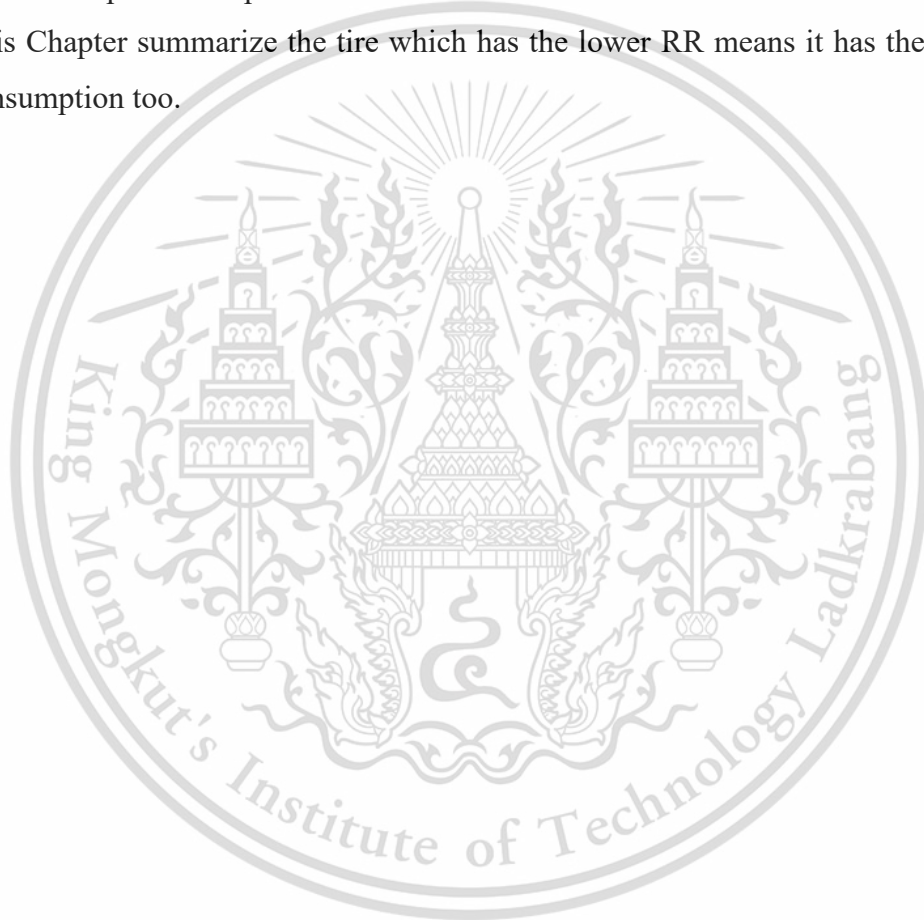 is Chapter summarize the tire which has the lower RR means it has the
nsumption too.
King Mongkut's Institute of Technology Ladkrabang